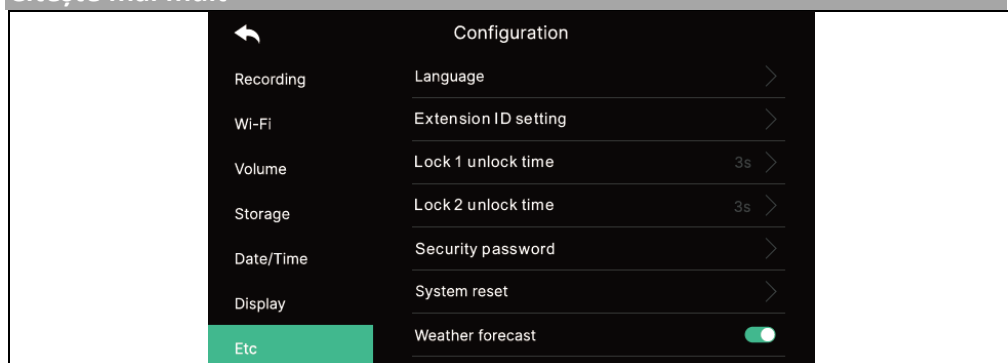 Configuration
Recording
Language
Wi-Fi
Extension ID setting
Volume
Lock 1 unlock time 3s
Storage
Lock 2 unlock time 3s
Date/Time
Security password
Display
System reset
Etc
Weather forecast